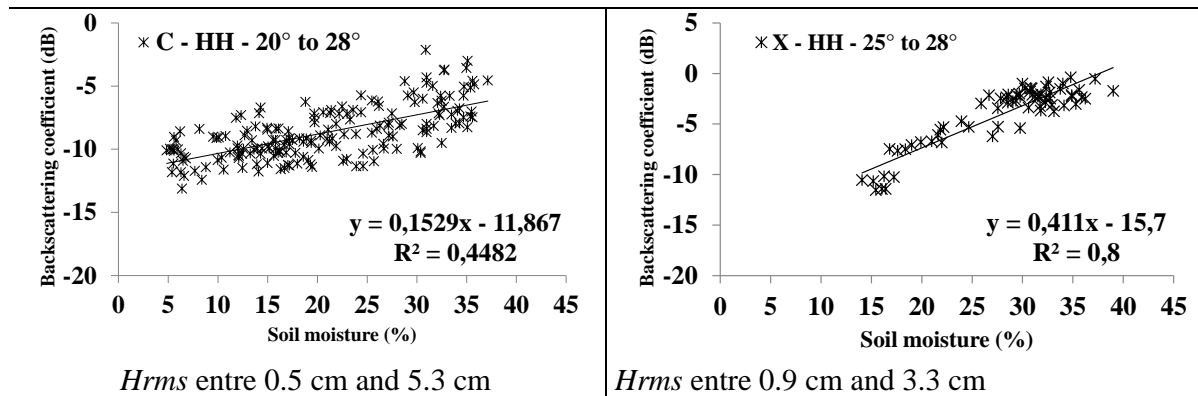 C - HH - 20° to 28°
0
-5
-10
-15
-20
Backscattering coefficient (dB)
y = 0,1529x - 11,867
R² = 0,4482
0 5 10 15 20 25 30 35 40 45
Soil moisture (%)
Hrms entre 0.5 cm and 5.3 cm
X - HH - 25° to 28°
5
0
-5
-10
-15
-20
Backscattering coefficient (dB)
y = 0,411x - 15,7
R² = 0,8
0 5 10 15 20 25 30 35 40 45
Soil moisture (%)
Hrms entre 0.9 cm and 3.3 cm